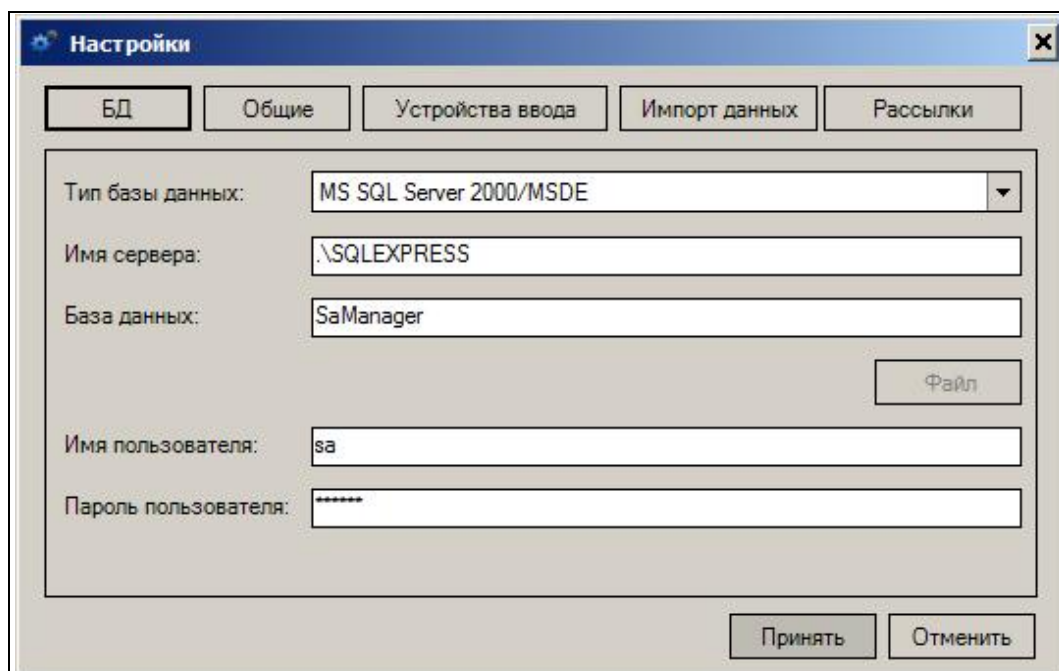 Настройки
БД Общие Устройства ввода Импорт данных Рассылки
Тип базы данных: MS SQL Server 2000/MSDE
Имя сервера: .\SQLEXPRESS
База данных: SaManager
Файл
Имя пользователя: sa
Пароль пользователя: ******
Принять Отменить